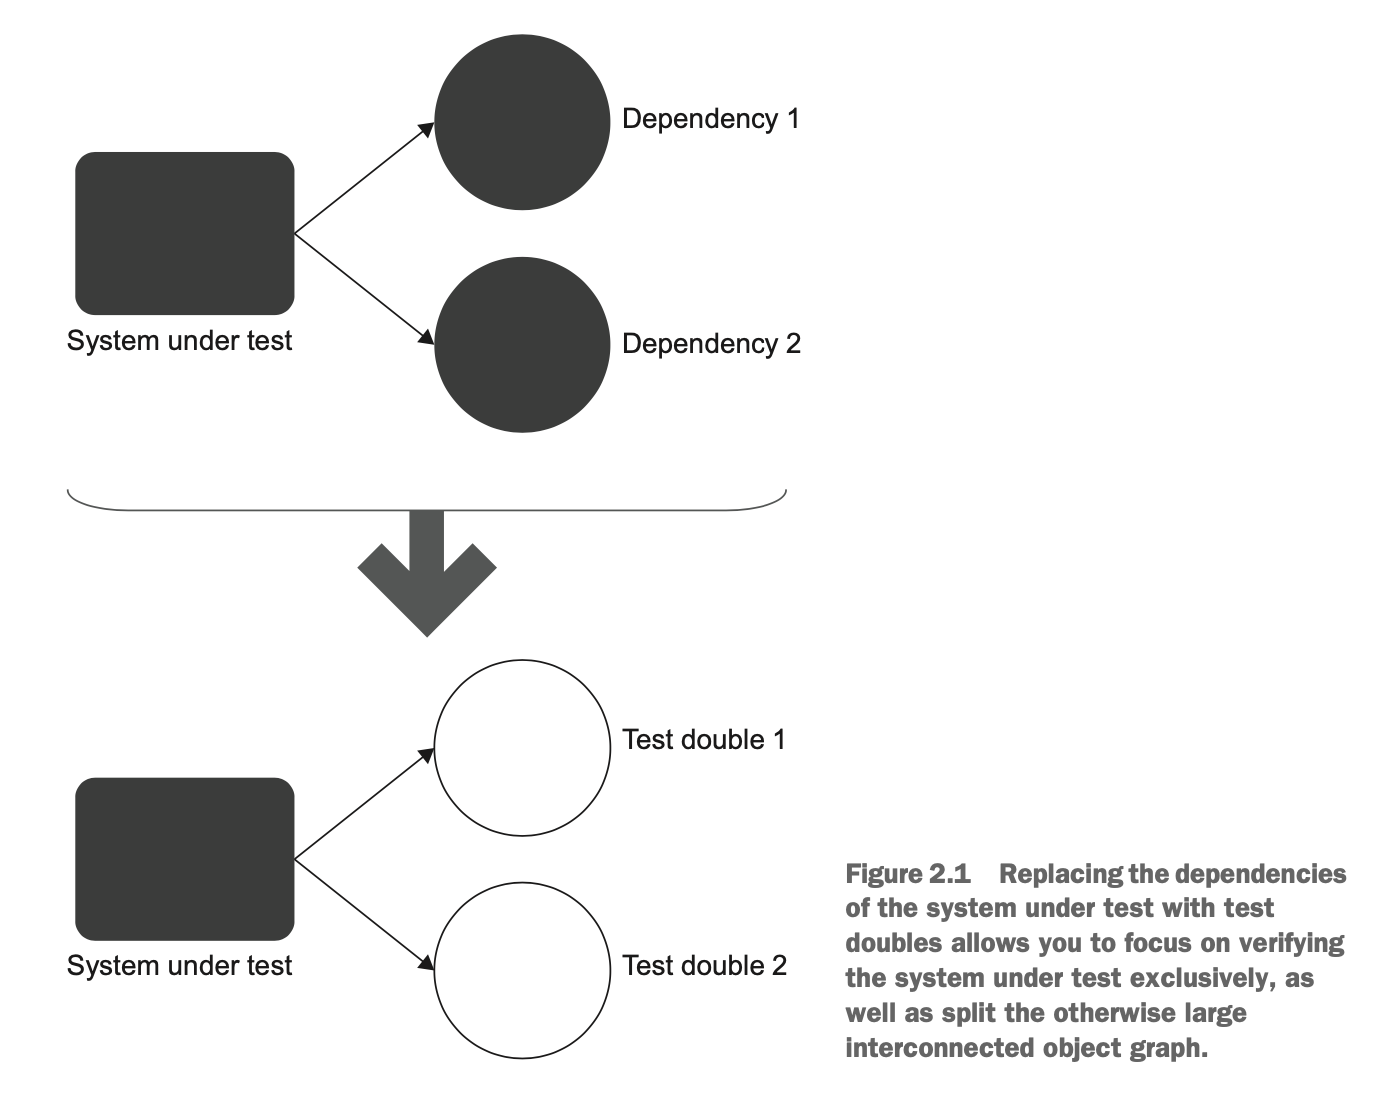 Dependency 1
System under test
Dependency 2
Test double 1
System under test
Test double 2
Figure 2.1 Replacing the dependencies
of the system under test with test
doubles allows you to focus on verifying
the system under test exclusively, as
well as split the otherwise large
interconnected object graph.